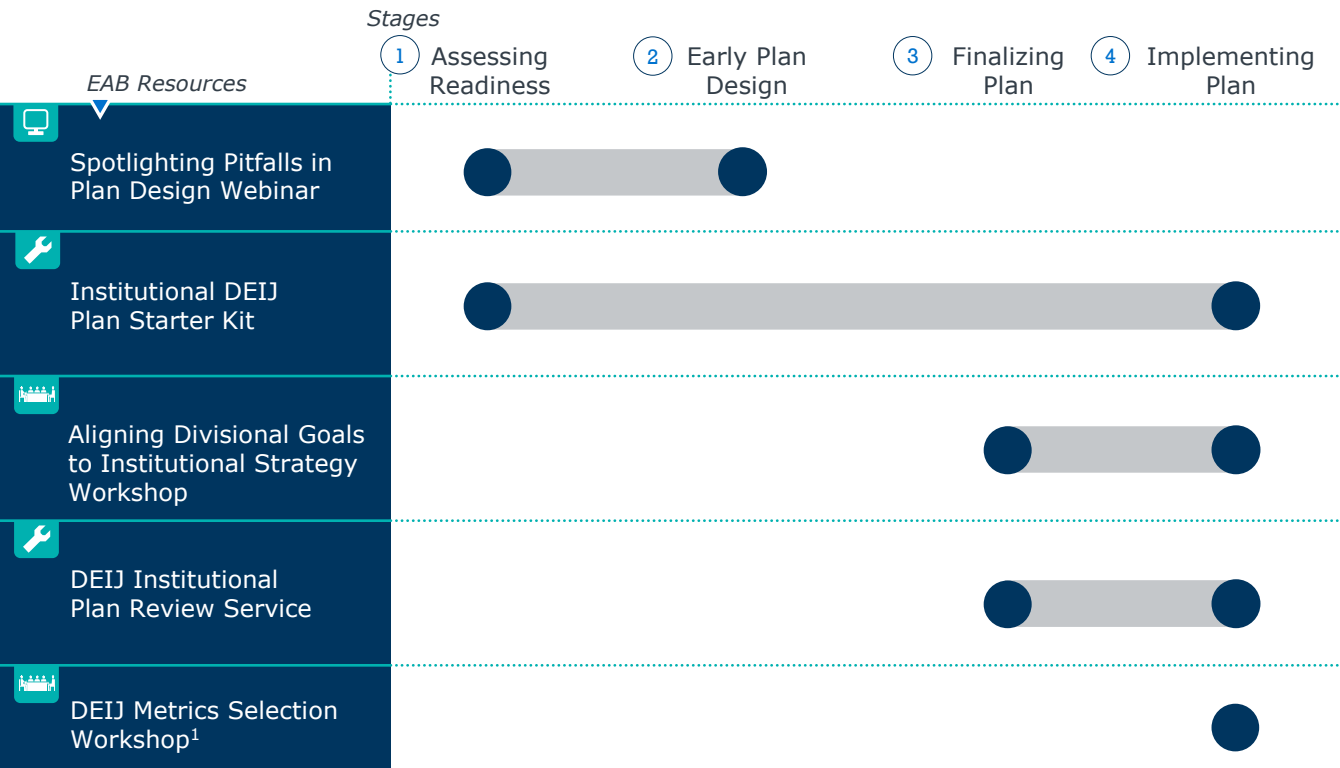 Stages
1 Assessing Readiness
2 Early Plan Design
3 Finalizing Plan
4 Implementing Plan
EAB Resources
Spotlighting Pitfalls in
Plan Design Webinar
Institutional DEIJ
Plan Starter Kit
Aligning Divisional Goals
to Institutional Strategy
Workshop
DEIJ Institutional
Plan Review Service
DEIJ Metrics Selection
Workshop¹